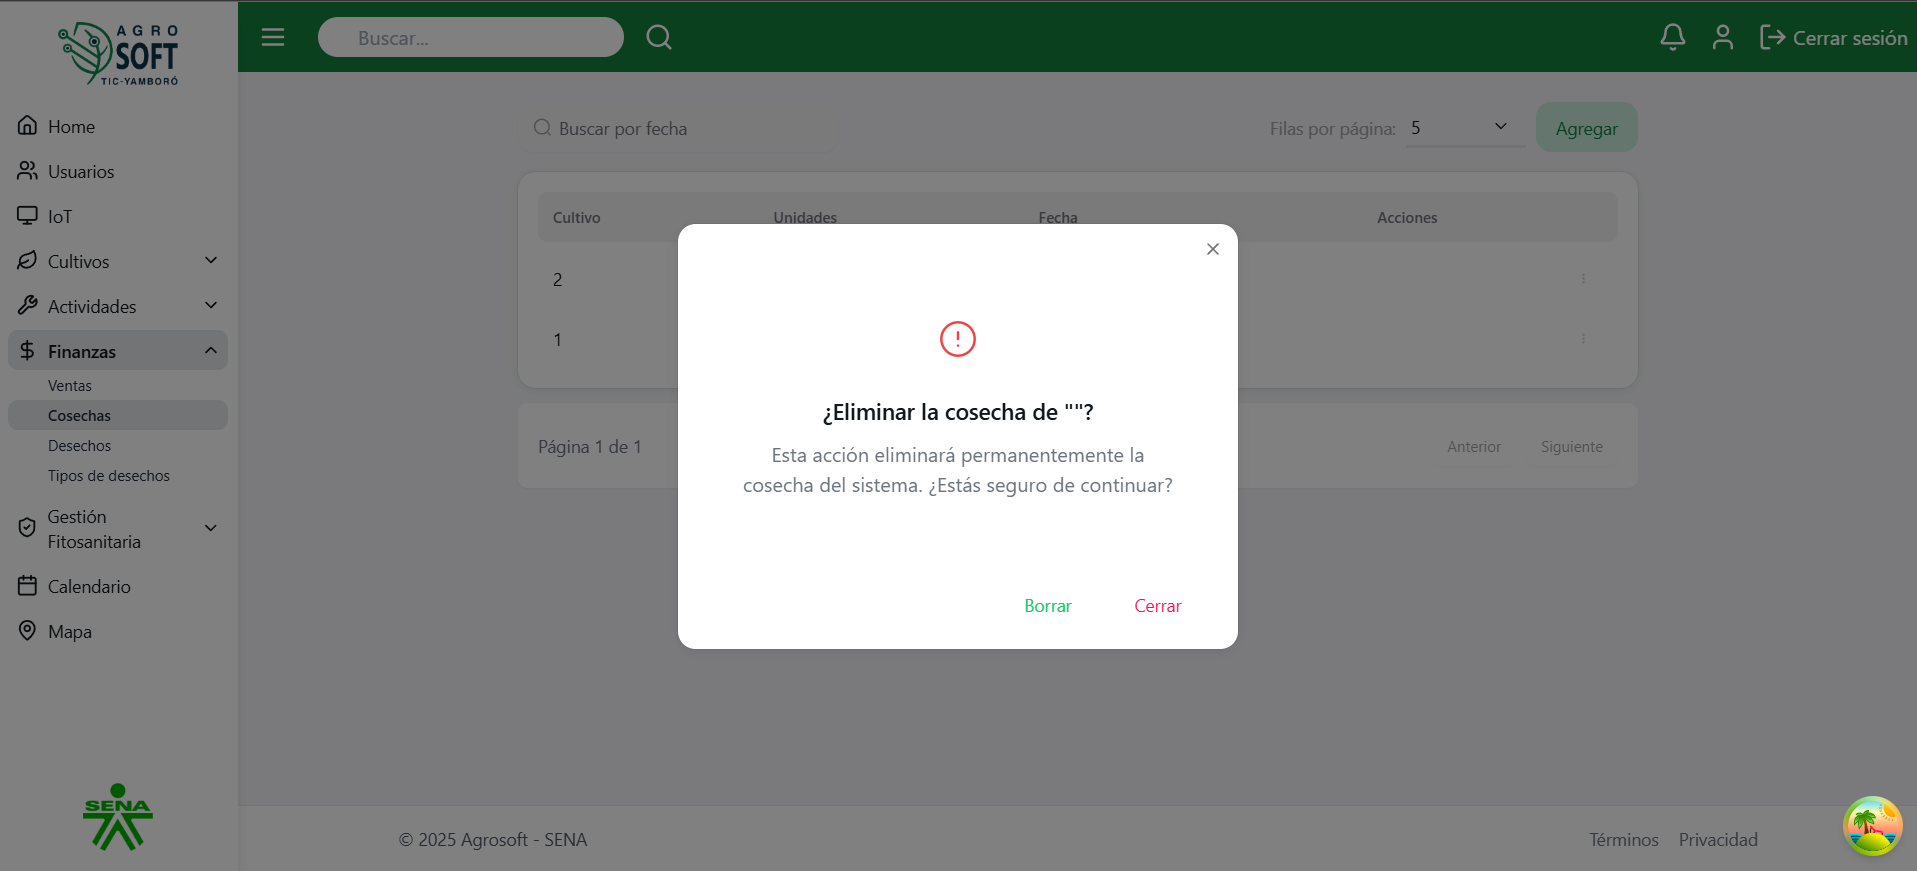 AGRO
SOFT
TIC-YAMBORÓ
Buscar...
Cerrar sesión
Home
Usuarios
IoT
Cultivos
Actividades
Finanzas
Ventas
Cosechas
Desechos
Tipos de desechos
Gestión
Fitosanitaria
Calendario
Mapa
SENA
Buscar por fecha
Filas por página: 5
Agregar
Cultivo Unidades Fecha Acciones
2
1
Página 1 de 1
Anterior Siguiente
¿Eliminar la cosecha de ""?
Esta acción eliminará permanentemente la
cosecha del sistema. ¿Estás seguro de continuar?
Borrar Cerrar
© 2025 Agrosoft - SENA
Términos Privacidad